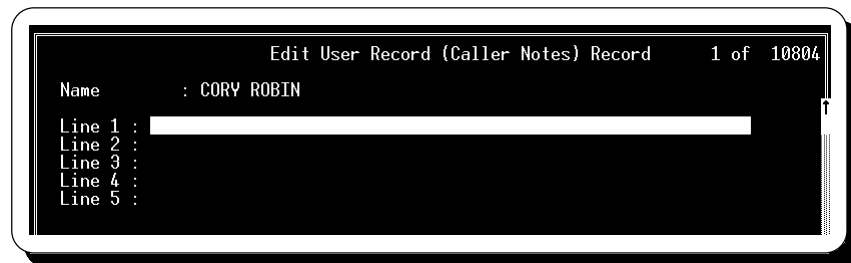 Edit User Record (Caller Notes) Record 1 of 10804
Name : CORY ROBIN
Line 1 :
Line 2 :
Line 3 :
Line 4 :
Line 5 :